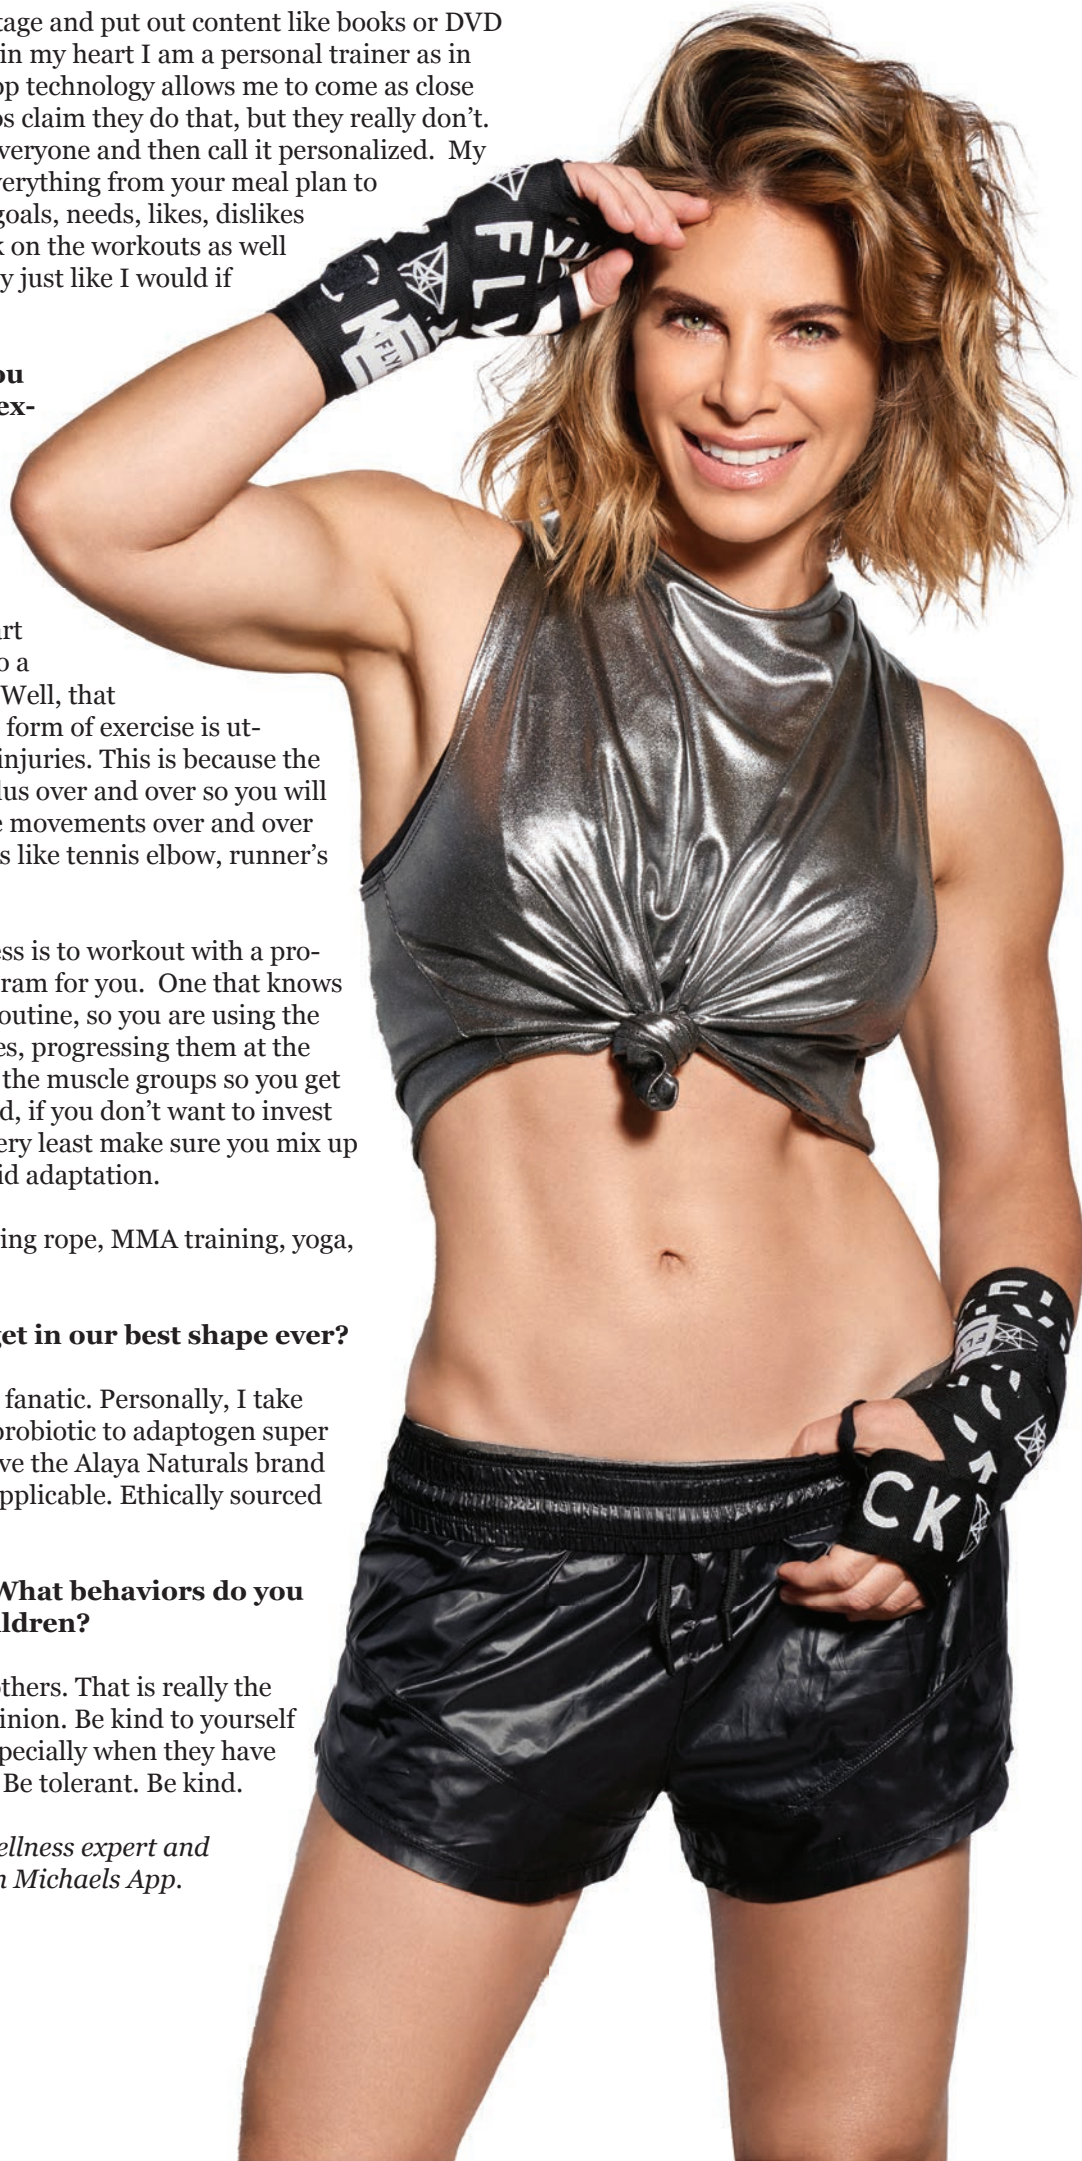 tage and put out content like books or DVD
in my heart I am a personal trainer as in
pp technology allows me to come as close
os claim they do that, but they really don't.
veryone and then call it personalized.  My
verything from your meal plan to
goals, needs, likes, dislikes
k on the workouts as well
y just like I would if
ou
ex-
art
o a
Well, that
form of exercise is ut-
injuries. This is because the
lus over and over so you will
e movements over and over
s like tennis elbow, runner's
ess is to workout with a pro-
ram for you.  One that knows
outine, so you are using the
es, progressing them at the
the muscle groups so you get
d, if you don't want to invest
ery least make sure you mix up
id adaptation.
ing rope, MMA training, yoga,
get in our best shape ever?
fanatic. Personally, I take
probiotic to adaptogen super
ve the Alaya Naturals brand
pplicable. Ethically sourced
What behaviors do you
ildren?
others. That is really the
inion. Be kind to yourself
pecially when they have
Be tolerant. Be kind.
ellness expert and
n Michaels App.
FLY
CK
FLY
CK